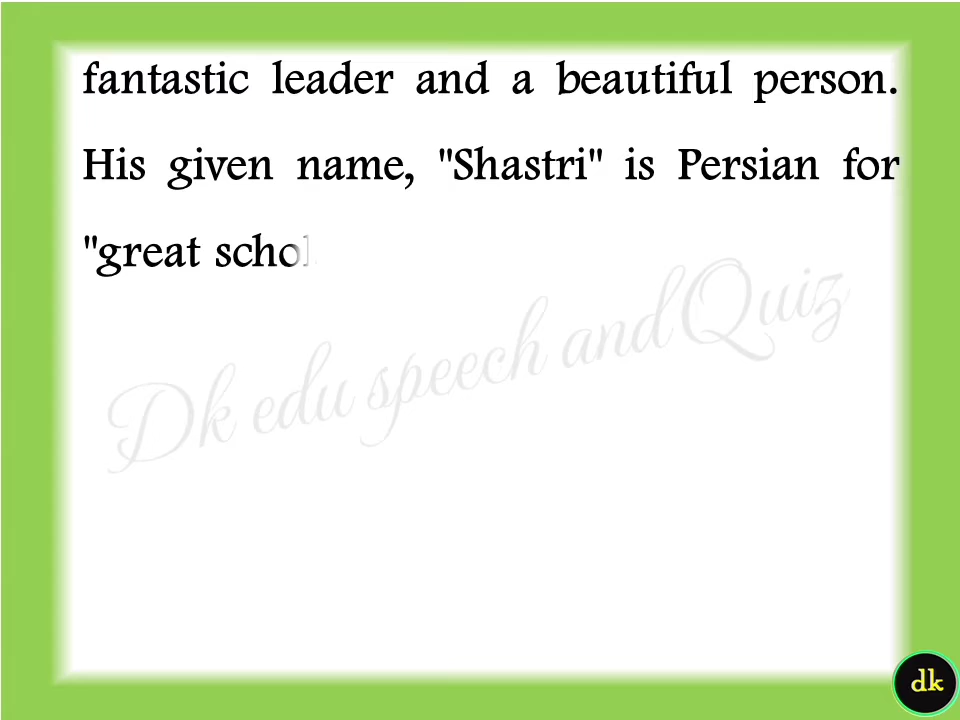 fantastic leader and a beautiful person.
His given name, "Shastri" is Persian for
"great
Dk edu speech and Quiz
dk